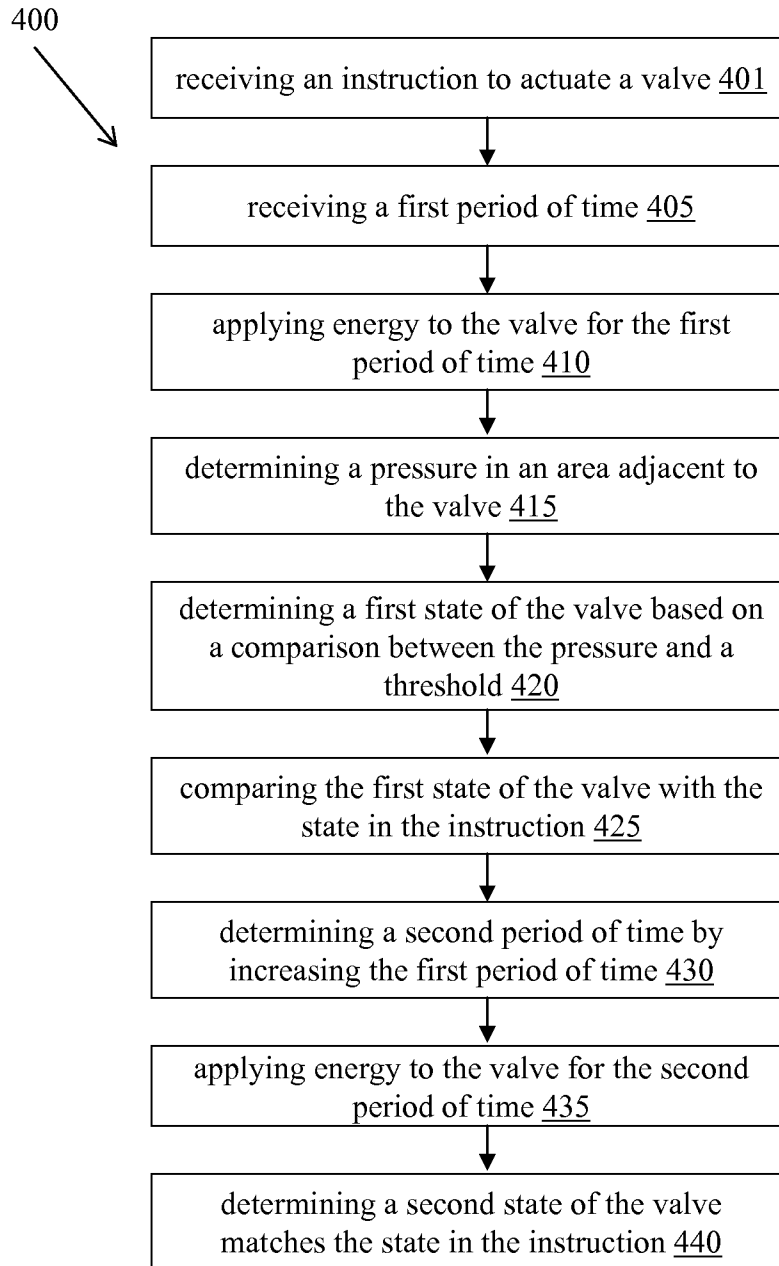 400
receiving an instruction to actuate a valve 401
receiving a first period of time 405
applying energy to the valve for the first
period of time 410
determining a pressure in an area adjacent to
the valve 415
determining a first state of the valve based on
a comparison between the pressure and a
threshold 420
comparing the first state of the valve with the
state in the instruction 425
determining a second period of time by
increasing the first period of time 430
applying energy to the valve for the second
period of time 435
determining a second state of the valve
matches the state in the instruction 440